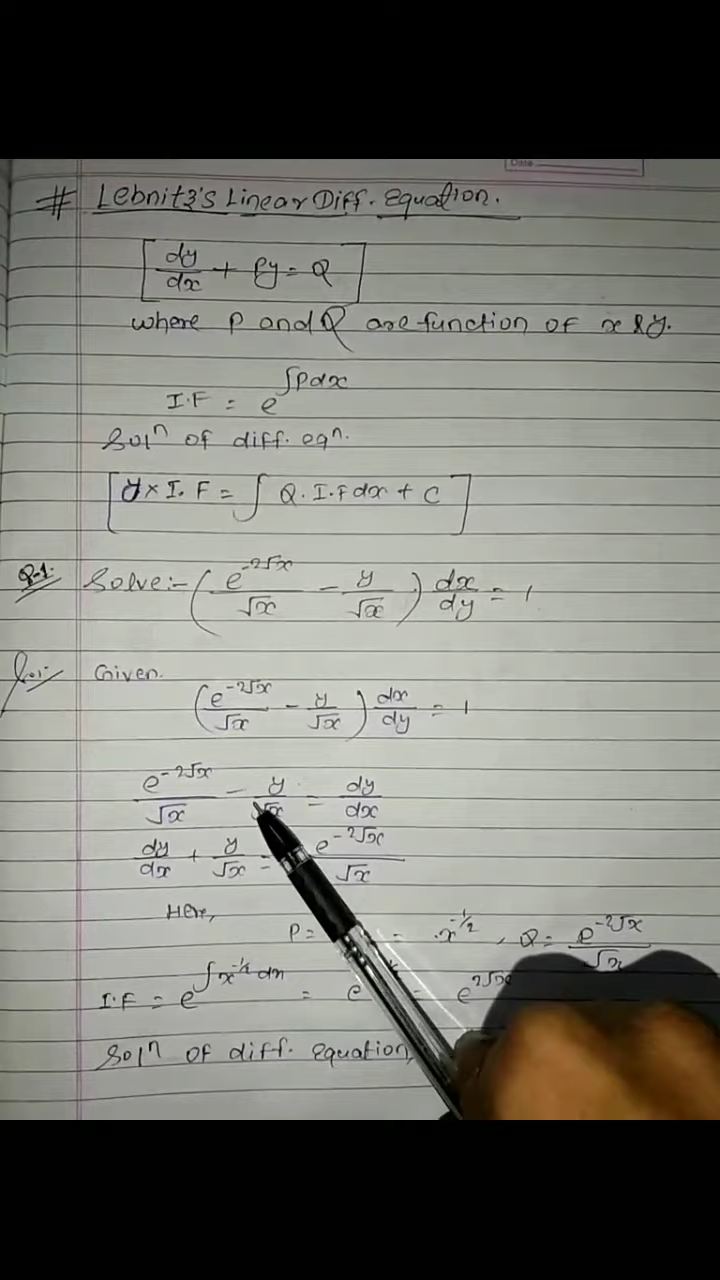 Date
# Lebnitz's Linear Diff. Equation.
dy/dx + Py = Q
where P and Q are function of x & y.
I.F = e^∫Pdx
Solⁿ of diff. eqⁿ.
y × I.F = ∫ Q. I.F dx + C
Q-1. Solve:- (e^-2√x/√x - y/√x) dx/dy = 1
Sol:- Given.
(e^-2√x/√x - y/√x) dx/dy = 1
e^-2√x/√x - y/√x = dy/dx
dy/dx + y/√x = e^-2√x/√x
Here,
P = = x^-1/2, Q = e^-2√x/√x
I.F = e^∫x^-1/2 dx = e = e^2√x
Solⁿ of diff. Equation,